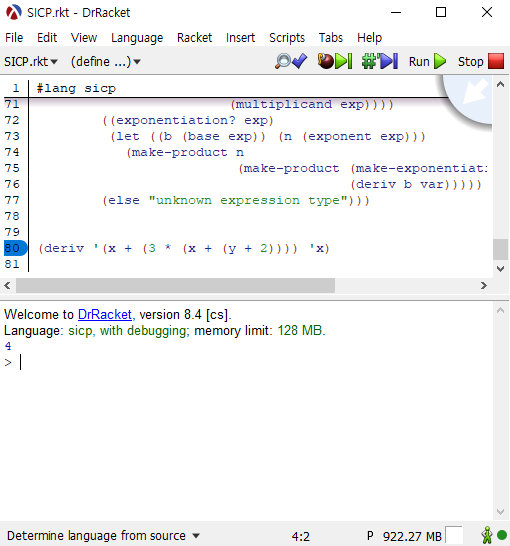 SICP.rkt - DrRacket
File Edit View Language Racket Insert Scripts Tabs Help
SICP.rkt (define ...) Run Stop
1 #lang sicp
71 (multiplicand exp))))
72 ((exponentiation? exp)
73 (let ((b (base exp)) (n (exponent exp)))
74 (make-product n
75 (make-product (make-exponentiati
76 (deriv b var)))))
77 (else "unknown expression type")))
78
79
80 (deriv '(x + (3 * (x + (y + 2)))) 'x)
81
Welcome to DrRacket, version 8.4 [cs].
Language: sicp, with debugging; memory limit: 128 MB.
4
>
Determine language from source 4:2 P 922.27 MB